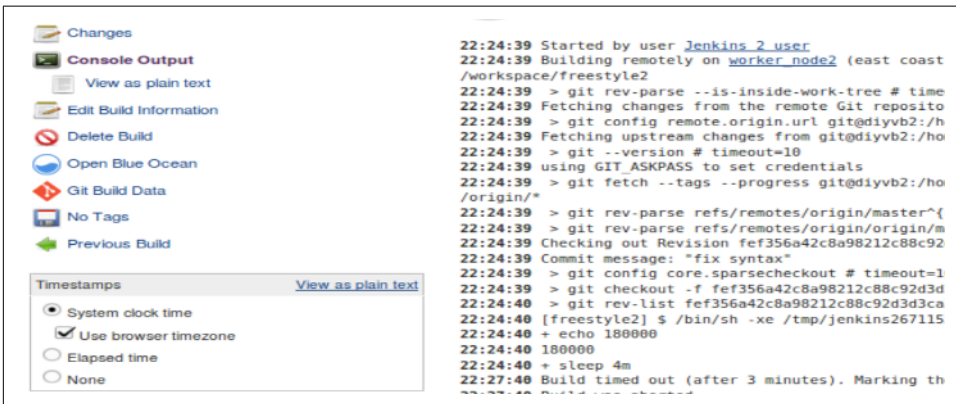 Changes
Console Output
View as plain text
Edit Build Information
Delete Build
Open Blue Ocean
Git Build Data
No Tags
Previous Build
Timestamps View as plain text
System clock time
Use browser timezone
Elapsed time
None
22:24:39 Started by user Jenkins 2 user
22:24:39 Building remotely on worker_node2 (east coast
/workspace/freestyle2
22:24:39 > git rev-parse --is-inside-work-tree # time
22:24:39 Fetching changes from the remote Git reposito
22:24:39 > git config remote.origin.url git@diyvb2:/h
22:24:39 Fetching upstream changes from git@diyvb2:/ho
22:24:39 > git --version # timeout=10
22:24:39 using GIT_ASKPASS to set credentials
22:24:39 > git fetch --tags --progress git@diyvb2:/ho
/origin/*
22:24:39 > git rev-parse refs/remotes/origin/master^{
22:24:39 > git rev-parse refs/remotes/origin/origin/m
22:24:39 Checking out Revision fef356a42c8a98212c88c92
22:24:39 Commit message: "fix syntax"
22:24:39 > git config core.sparsecheckout # timeout=1
22:24:39 > git checkout -f fef356a42c8a98212c88c92d3d
22:24:40 > git rev-list fef356a42c8a98212c88c92d3d3ca
22:24:40 [freestyle2] $ /bin/sh -xe /tmp/jenkins267115
22:24:40 + echo 180000
22:24:40 180000
22:24:40 + sleep 4m
22:27:40 Build timed out (after 3 minutes). Marking th